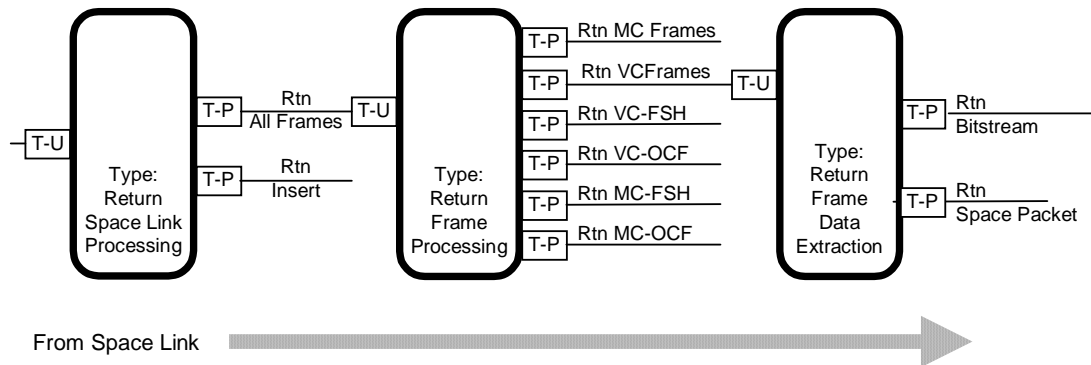 T-U
Type:
Return
Space Link
Processing
T-P
Rtn
All Frames
T-P
Rtn
Insert
T-U
Type:
Return
Frame
Processing
T-P
Rtn MC Frames
T-P
Rtn VCFrames
T-P
Rtn VC-FSH
T-P
Rtn VC-OCF
T-P
Rtn MC-FSH
T-P
Rtn MC-OCF
T-U
Type:
Return
Frame
Data
Extraction
T-P
Rtn
Bitstream
T-P
Rtn
Space Packet
From Space Link